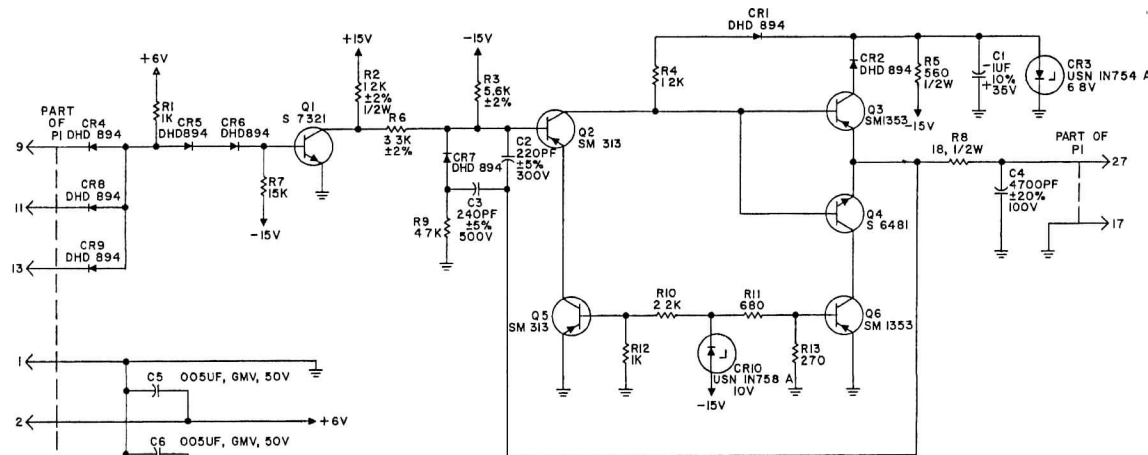 CR1
DHD 894
+6V
+15V
-15V
PART
OF
P1
CR4
DHD 894
R1
1K
CR5
DHD894
CR6
DHD894
Q1
S 7321
R2
12K
±2%
1/2W
R6
3 3K
±2%
R3
5.6K
±2%
R4
12K
CR2
DHD 894
R5
560
1/2W
-15V
C1
-1UF
10%
+35V
CR3
USN IN754 A
6 8V
9
CR8
DHD 894
11
CR9
DHD 894
13
R7
15K
-15V
CR7
DHD 894
C2
220PF
±5%
300V
C3
240PF
±5%
500V
R9
47K
Q2
SM 313
Q3
SM1353
R8
18, 1/2W
PART OF
P1
27
C4
4700PF
±20%
100V
17
Q4
S 6481
Q5
SM 313
R10
2 2K
R11
680
Q6
SM 1353
R12
1K
R13
270
CR10
USN IN758 A
10V
-15V
1
C5 005UF, GMV, 50V
2
+6V
C6 005UF, GMV, 50V